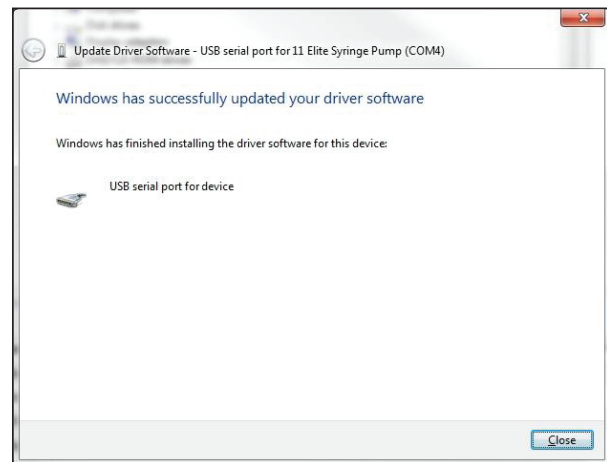 Update Driver Software - USB serial port for 11 Elite Syringe Pump (COM4)
Windows has successfully updated your driver software
Windows has finished installing the driver software for this device:
USB serial port for device
Close